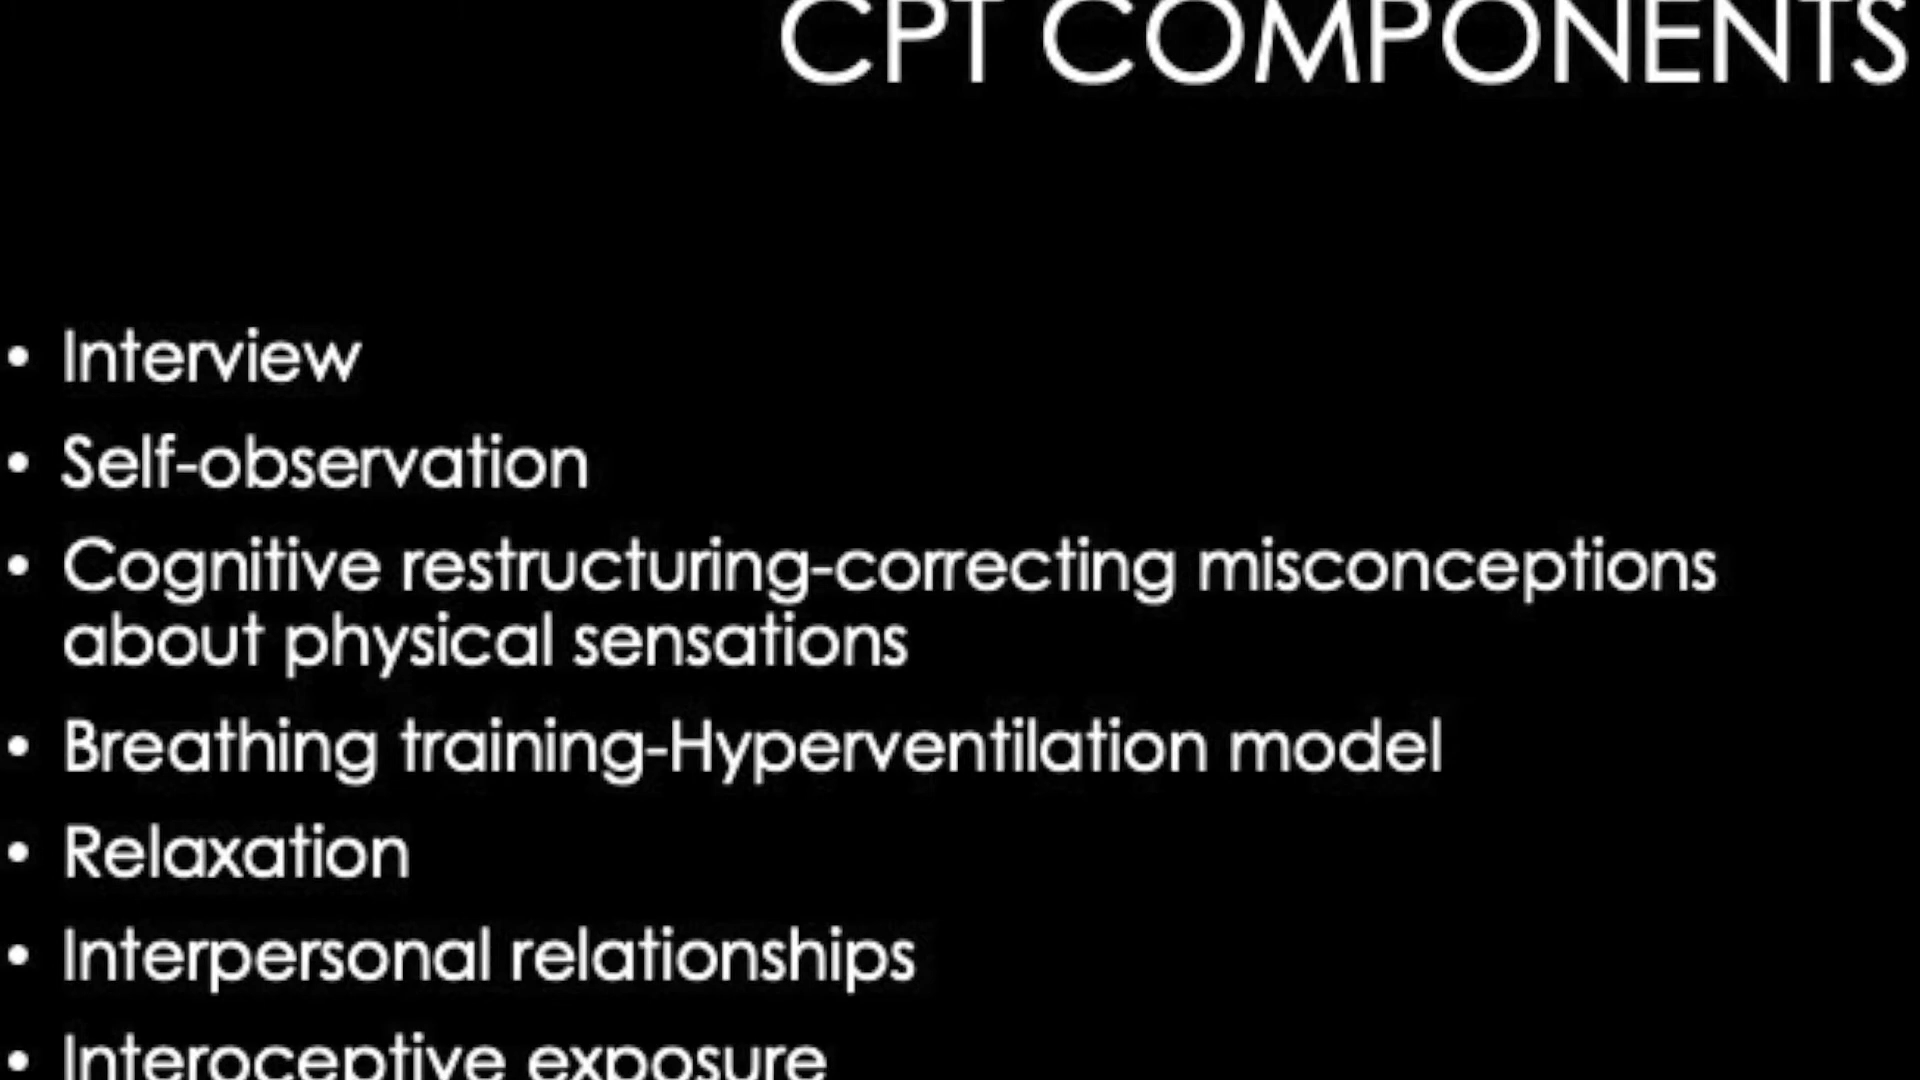 CPT COMPONENTS
• Interview
• Self-observation
• Cognitive restructuring-correcting misconceptions
about physical sensations
• Breathing training-Hyperventilation model
• Relaxation
• Interpersonal relationships
• Interoceptive exposure